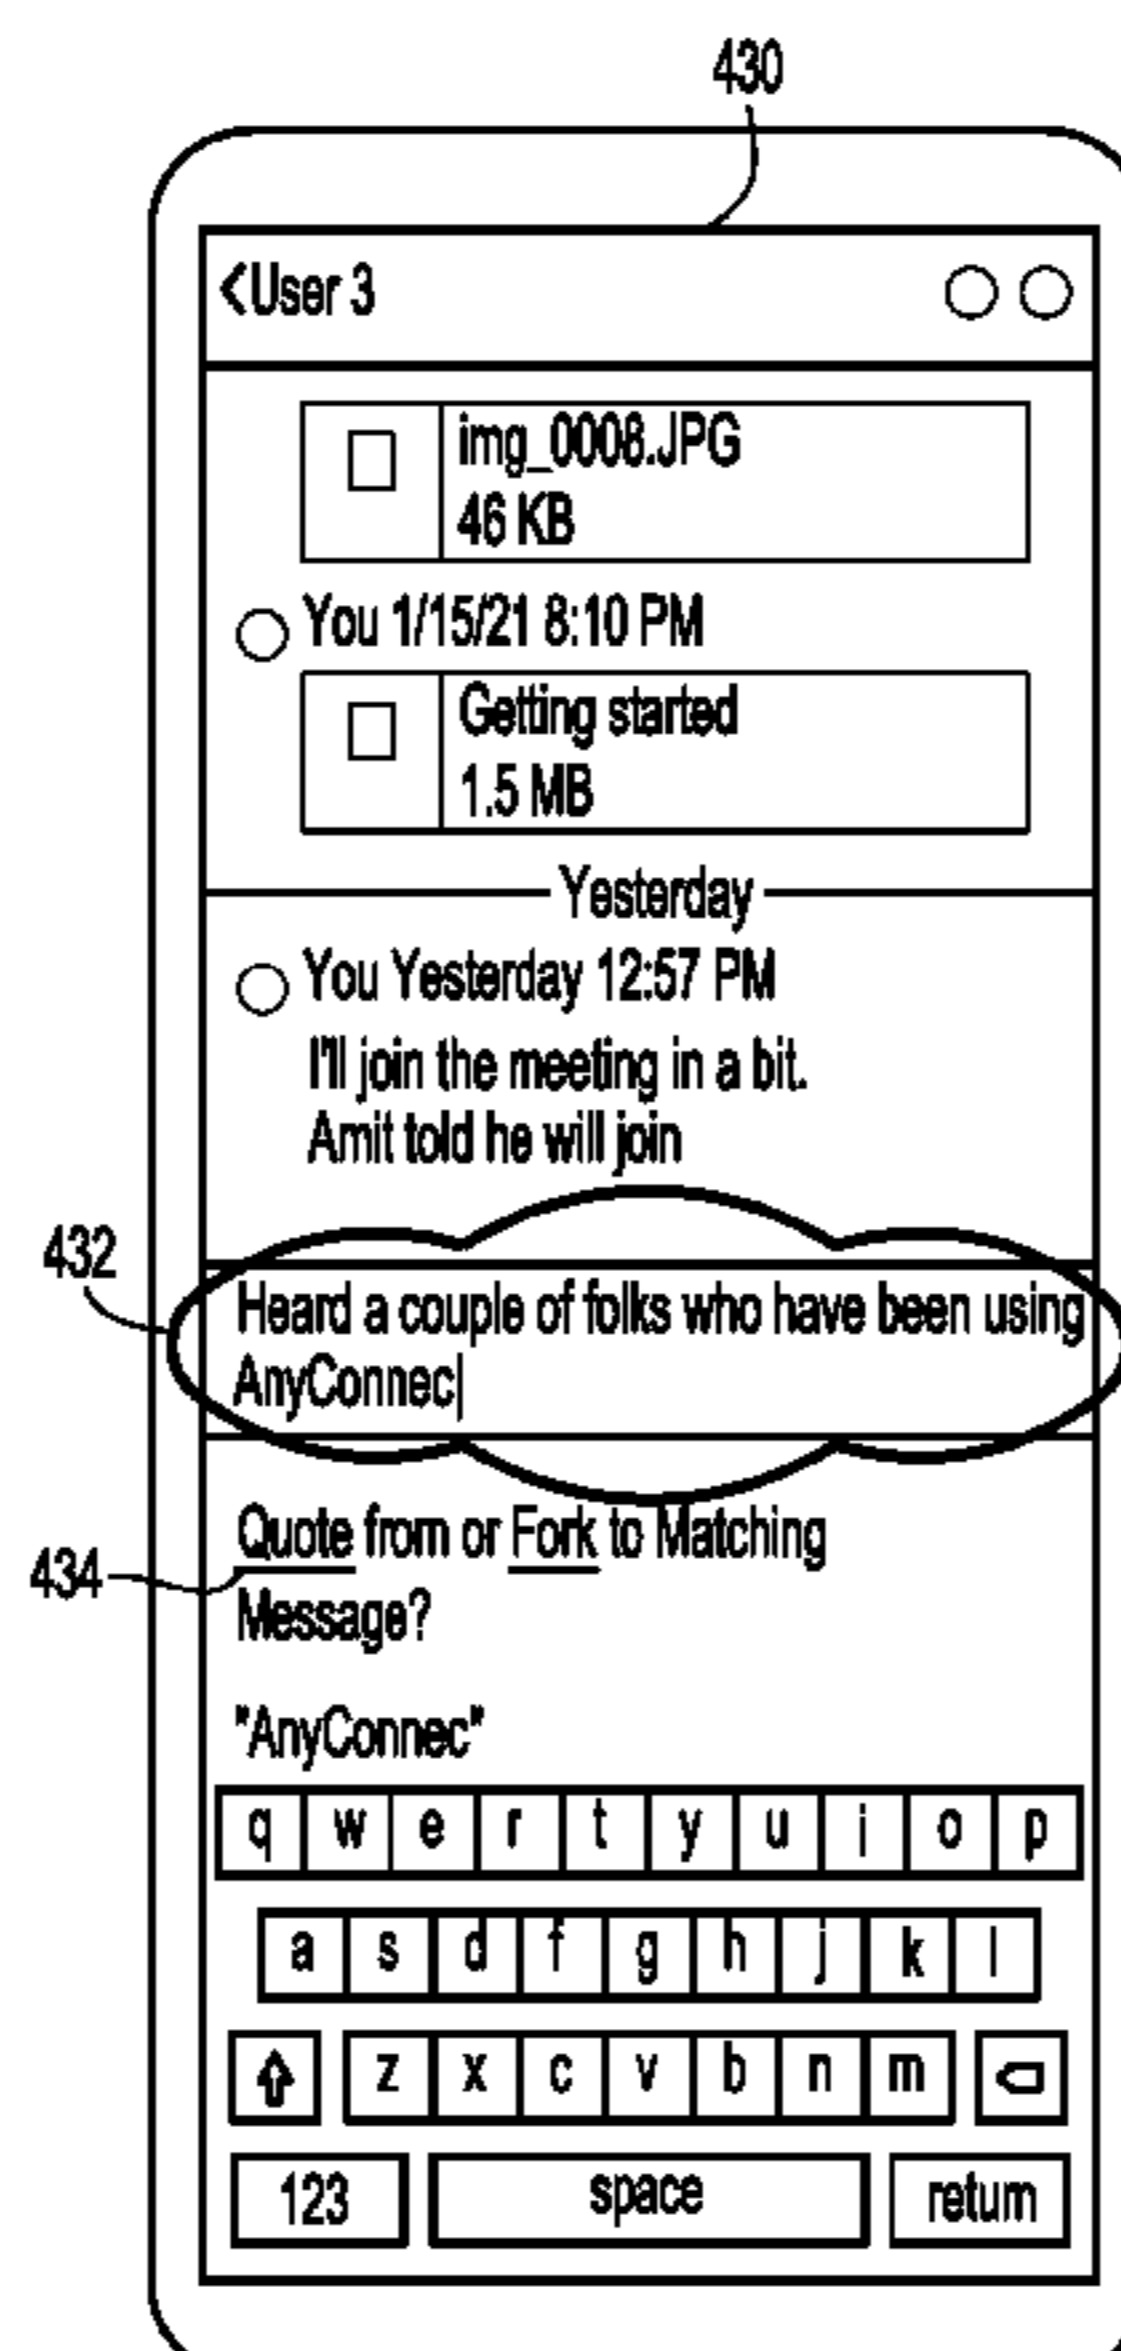 430
<User 3
img_0008.JPG
46 KB
You 1/15/21 8:10 PM
Getting started
1.5 MB
Yesterday
You Yesterday 12:57 PM
I'll join the meeting in a bit.
Amit told he will join
432
Heard a couple of folks who have been using
AnyConnec|
Quote from or Fork to Matching
434
Message?
"AnyConnec"
q w e r t y u i o p
a s d f g h j k l
z x c v b n m
123 space return